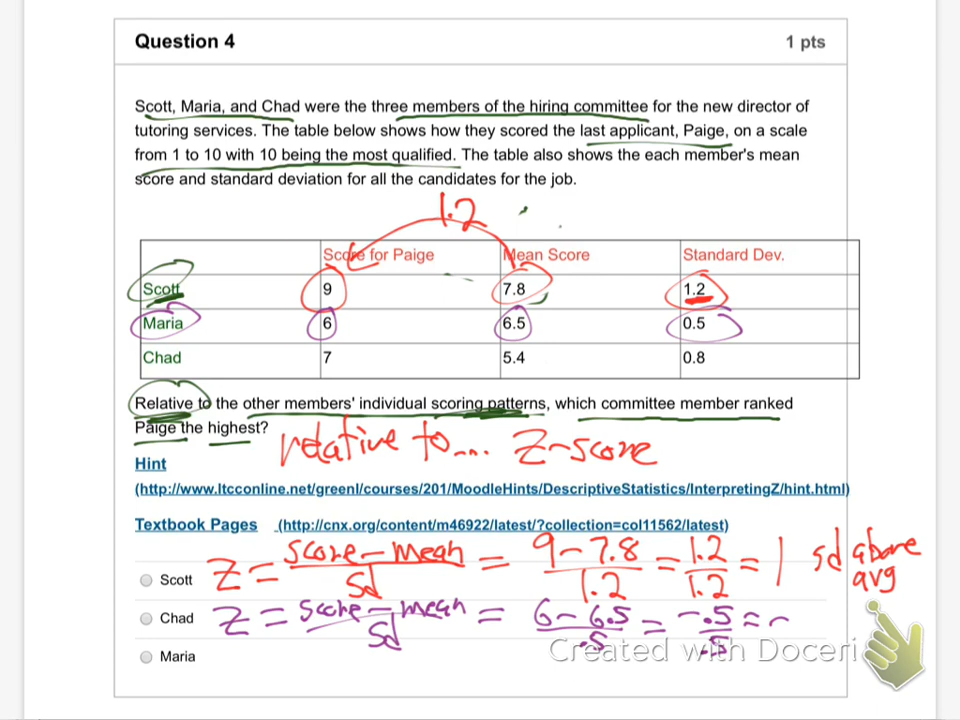 Question 4 1 pts
Scott, Maria, and Chad were the three members of the hiring committee for the new director of
tutoring services. The table below shows how they scored the last applicant, Paige, on a scale
from 1 to 10 with 10 being the most qualified. The table also shows the each member's mean
score and standard deviation for all the candidates for the job.
1.2
Score for Paige Mean Score Standard Dev.
Scott 9 7.8 1.2
Maria 6 6.5 0.5
Chad 7 5.4 0.8
Relative to the other members' individual scoring patterns, which committee member ranked
Paige the highest?
relative to.... Z-score
Hint
(http://www.ltcconline.net/greenl/courses/201/MoodleHints/DescriptiveStatistics/InterpretingZ/hint.html)
Textbook Pages (http://cnx.org/content/m46922/latest/?collection=col11562/latest)
Scott Z = score - mean / sd = 9 - 7.8 / 1.2 = 1.2 / 1.2 = 1 sd above avg
Chad Z = score - mean / sd = 6 - 6.5 / .5 = -.5 / .5 = -
Created with Doceri
Maria